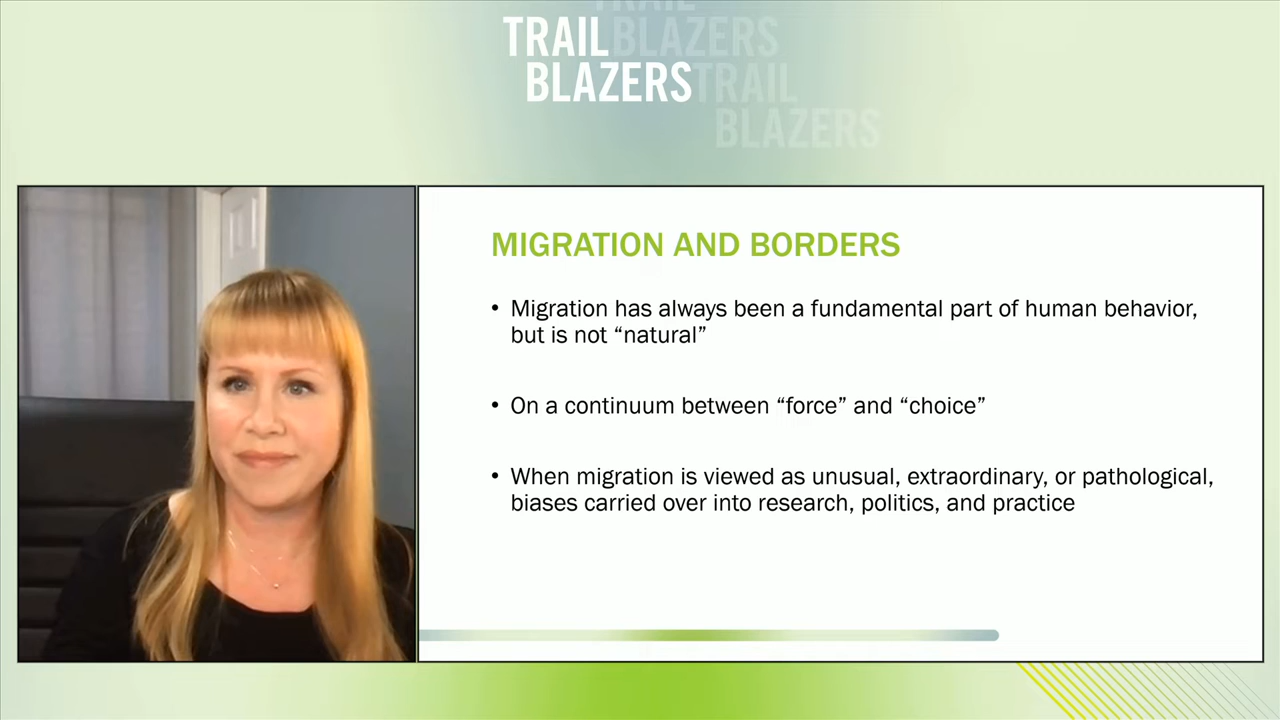 TRAIL
TRAILBLAZERS
BLAZERSTRAIL
BLAZERS
MIGRATION AND BORDERS
• Migration has always been a fundamental part of human behavior,
but is not “natural”
• On a continuum between “force” and “choice”
• When migration is viewed as unusual, extraordinary, or pathological,
biases carried over into research, politics, and practice